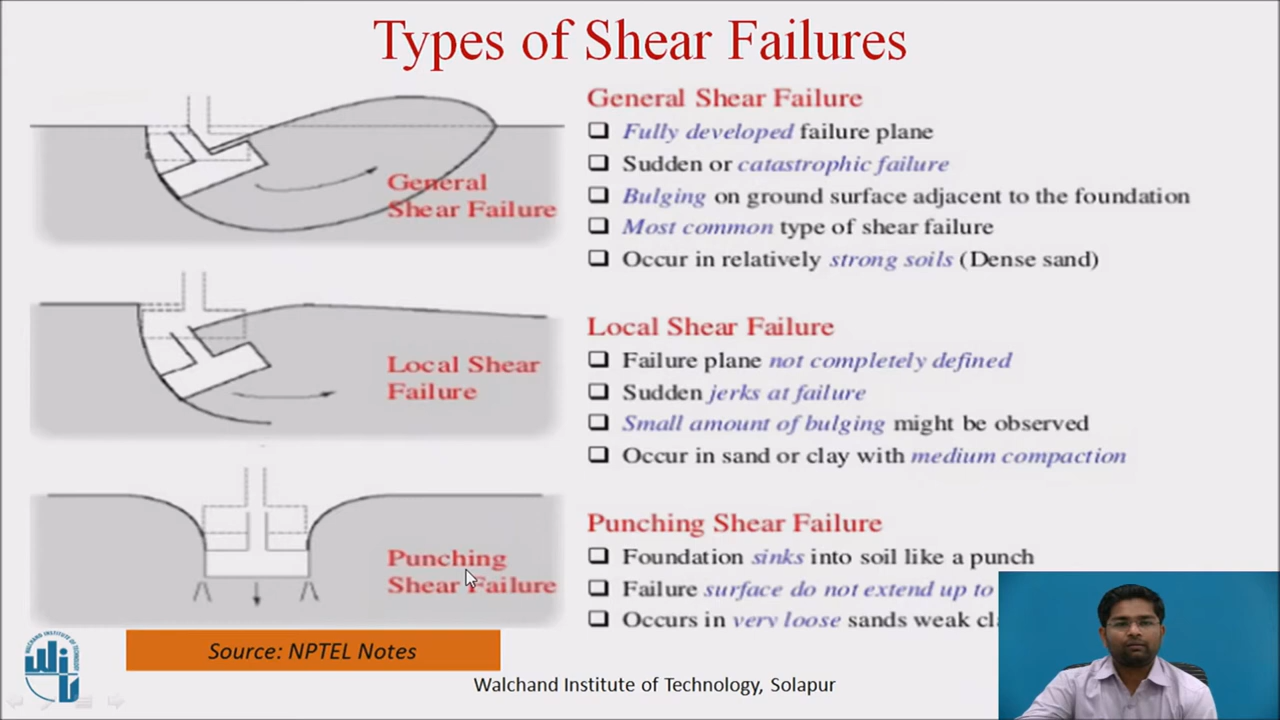 Types of Shear Failures
General
Shear Failure
General Shear Failure
Fully developed failure plane
Sudden or catastrophic failure
Bulging on ground surface adjacent to the foundation
Most common type of shear failure
Occur in relatively strong soils (Dense sand)
Local Shear
Failure
Local Shear Failure
Failure plane not completely defined
Sudden jerks at failure
Small amount of bulging might be observed
Occur in sand or clay with medium compaction
Punching
Shear Failure
Punching Shear Failure
Foundation sinks into soil like a punch
Failure surface do not extend up to
Occurs in very loose sands weak
WALCHAND INSTITUTE OF TECHNOLOGY
WIT
Source: NPTEL Notes
Walchand Institute of Technology, Solapur